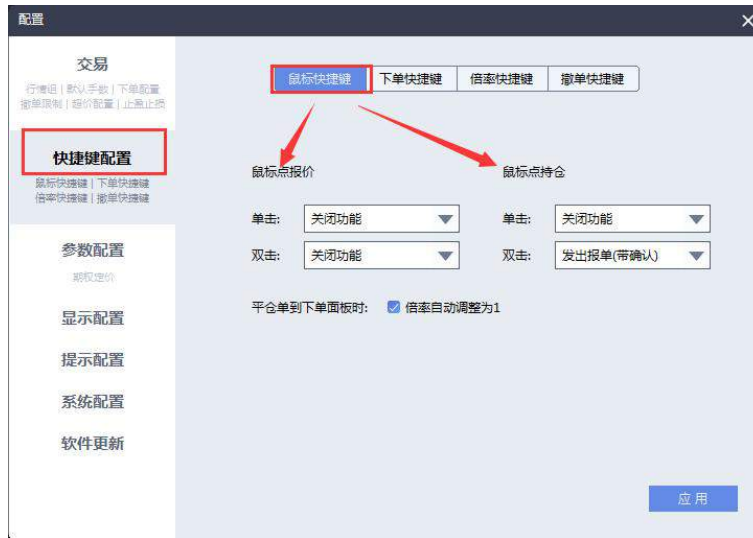 配置
交易
行情组 | 默认手数 | 下单配置
撤单限制 | 超价配置 | 止盈止损
快捷键配置
鼠标快捷键 | 下单快捷键
倍率快捷键 | 撤单快捷键
参数配置
期权定价
显示配置
提示配置
系统配置
软件更新
鼠标快捷键 下单快捷键 倍率快捷键 撤单快捷键
鼠标点报价 鼠标点持仓
单击: 关闭功能 单击: 关闭功能
双击: 关闭功能 双击: 发出报单(带确认)
平仓单到下单面板时: 倍率自动调整为1
应用